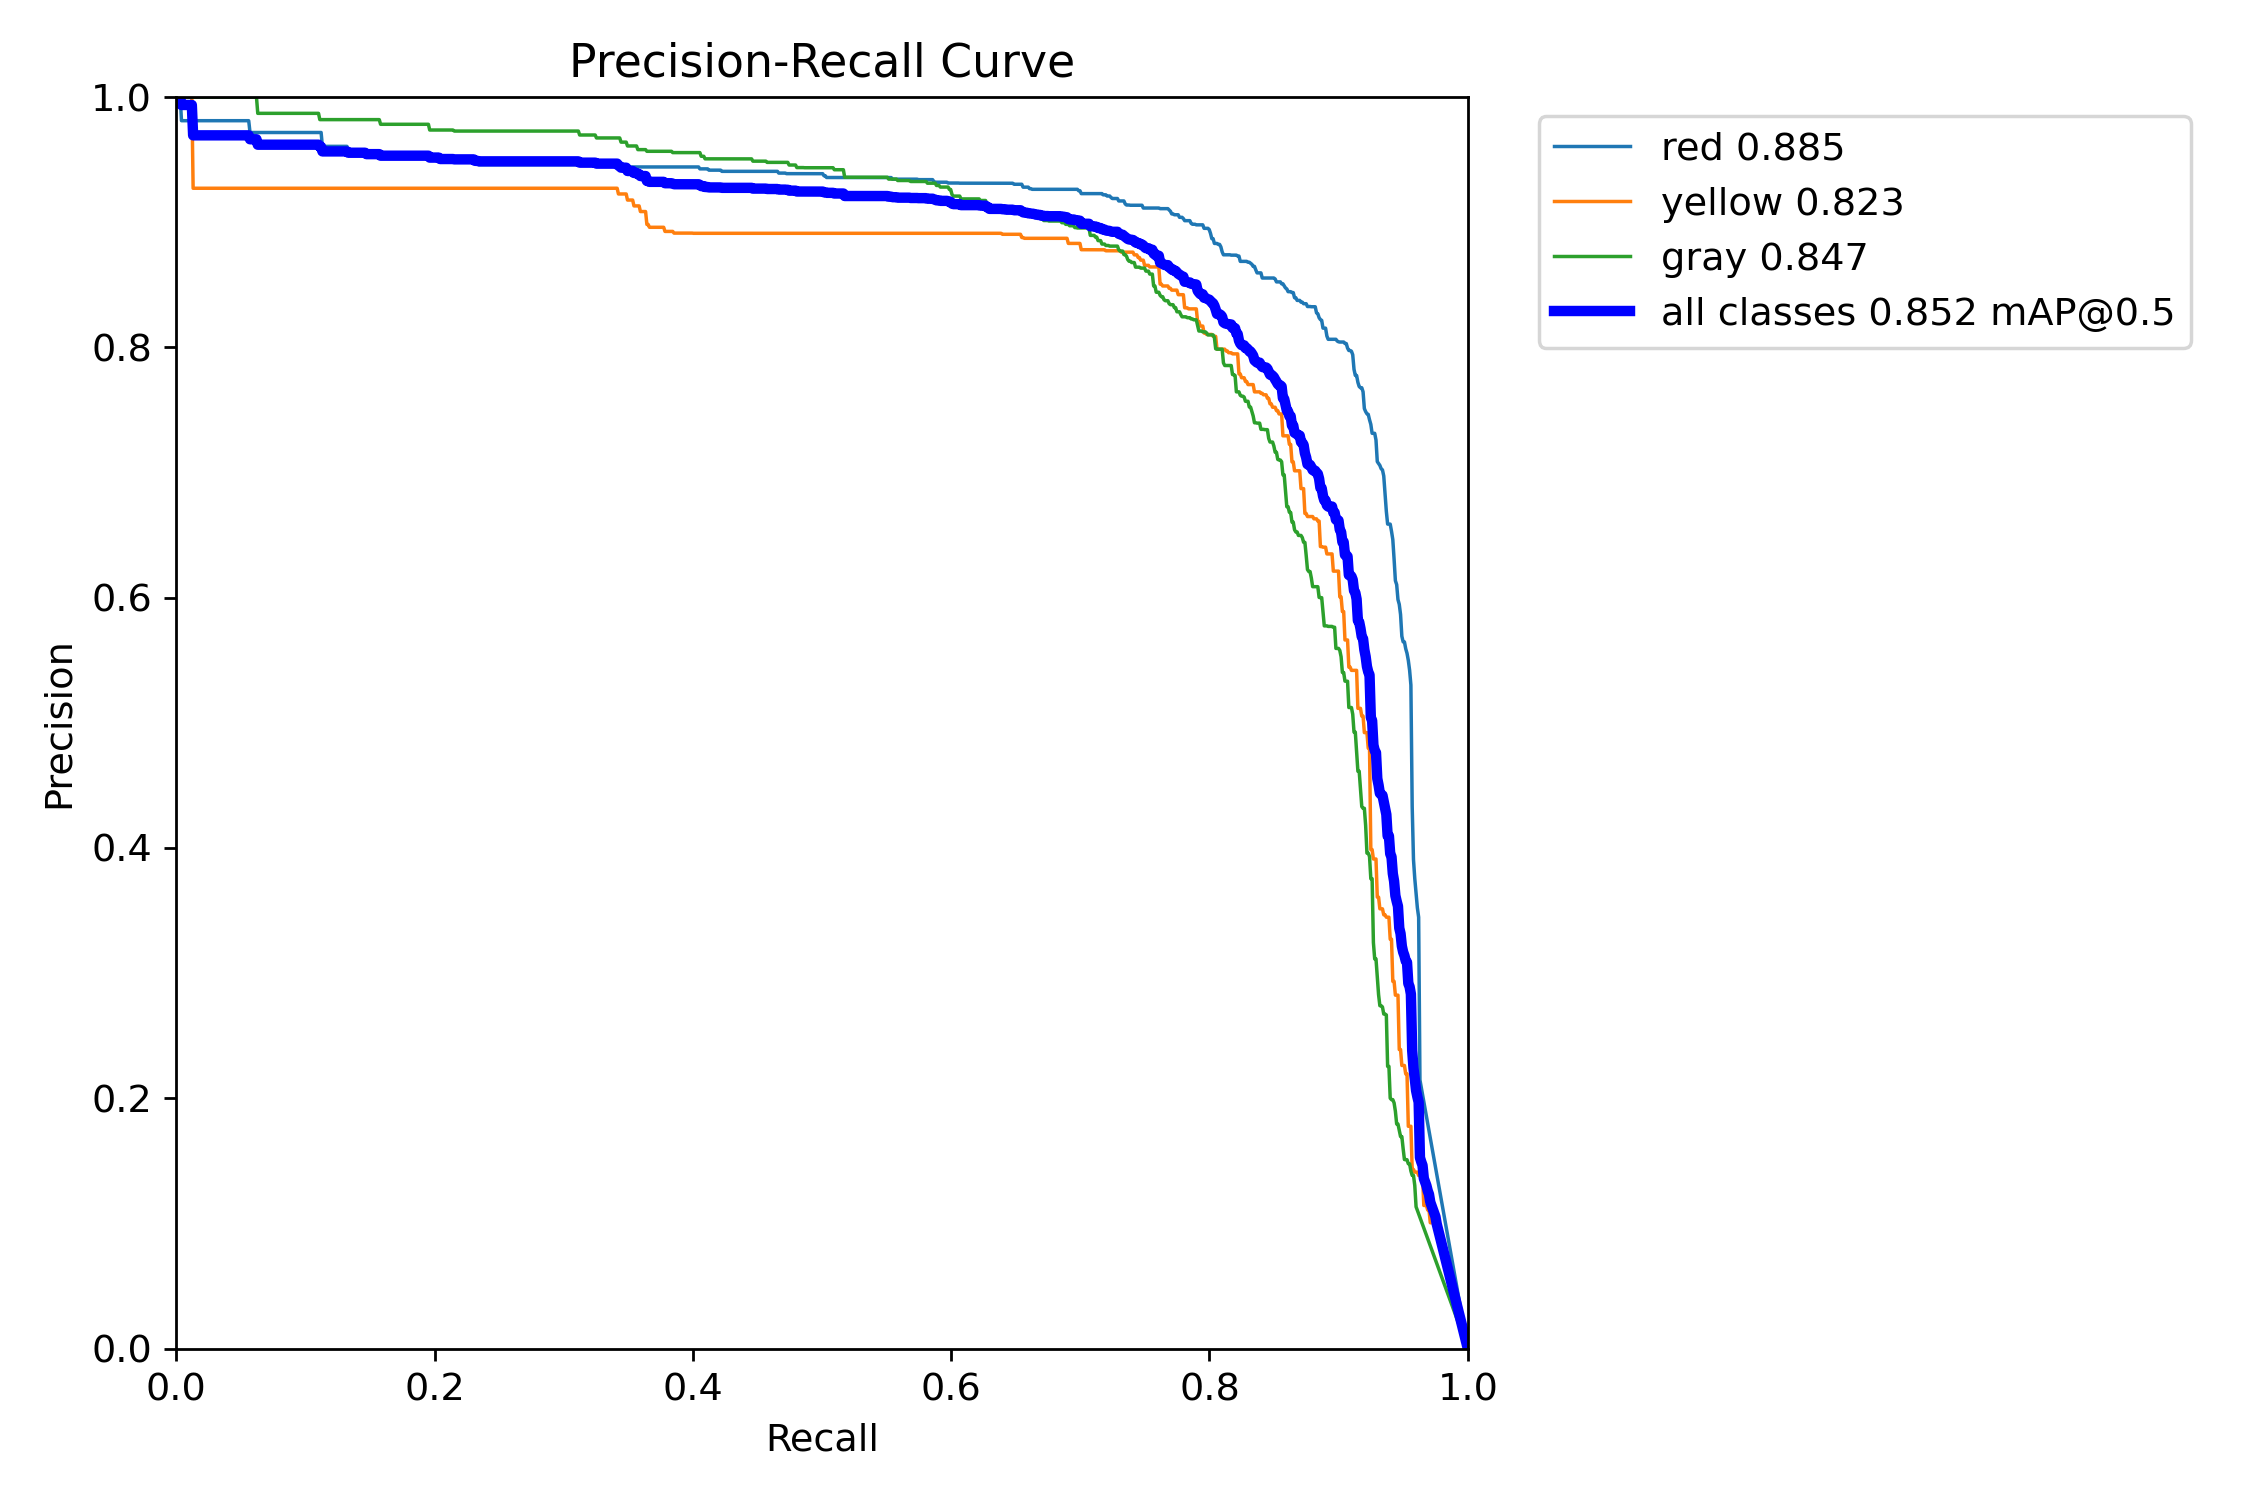 Precision-Recall Curve
1.0
0.8
0.6
0.4
0.2
0.0
Precision
0.0 0.2 0.4 0.6 0.8 1.0
Recall
red 0.885
yellow 0.823
gray 0.847
all classes 0.852 mAP@0.5